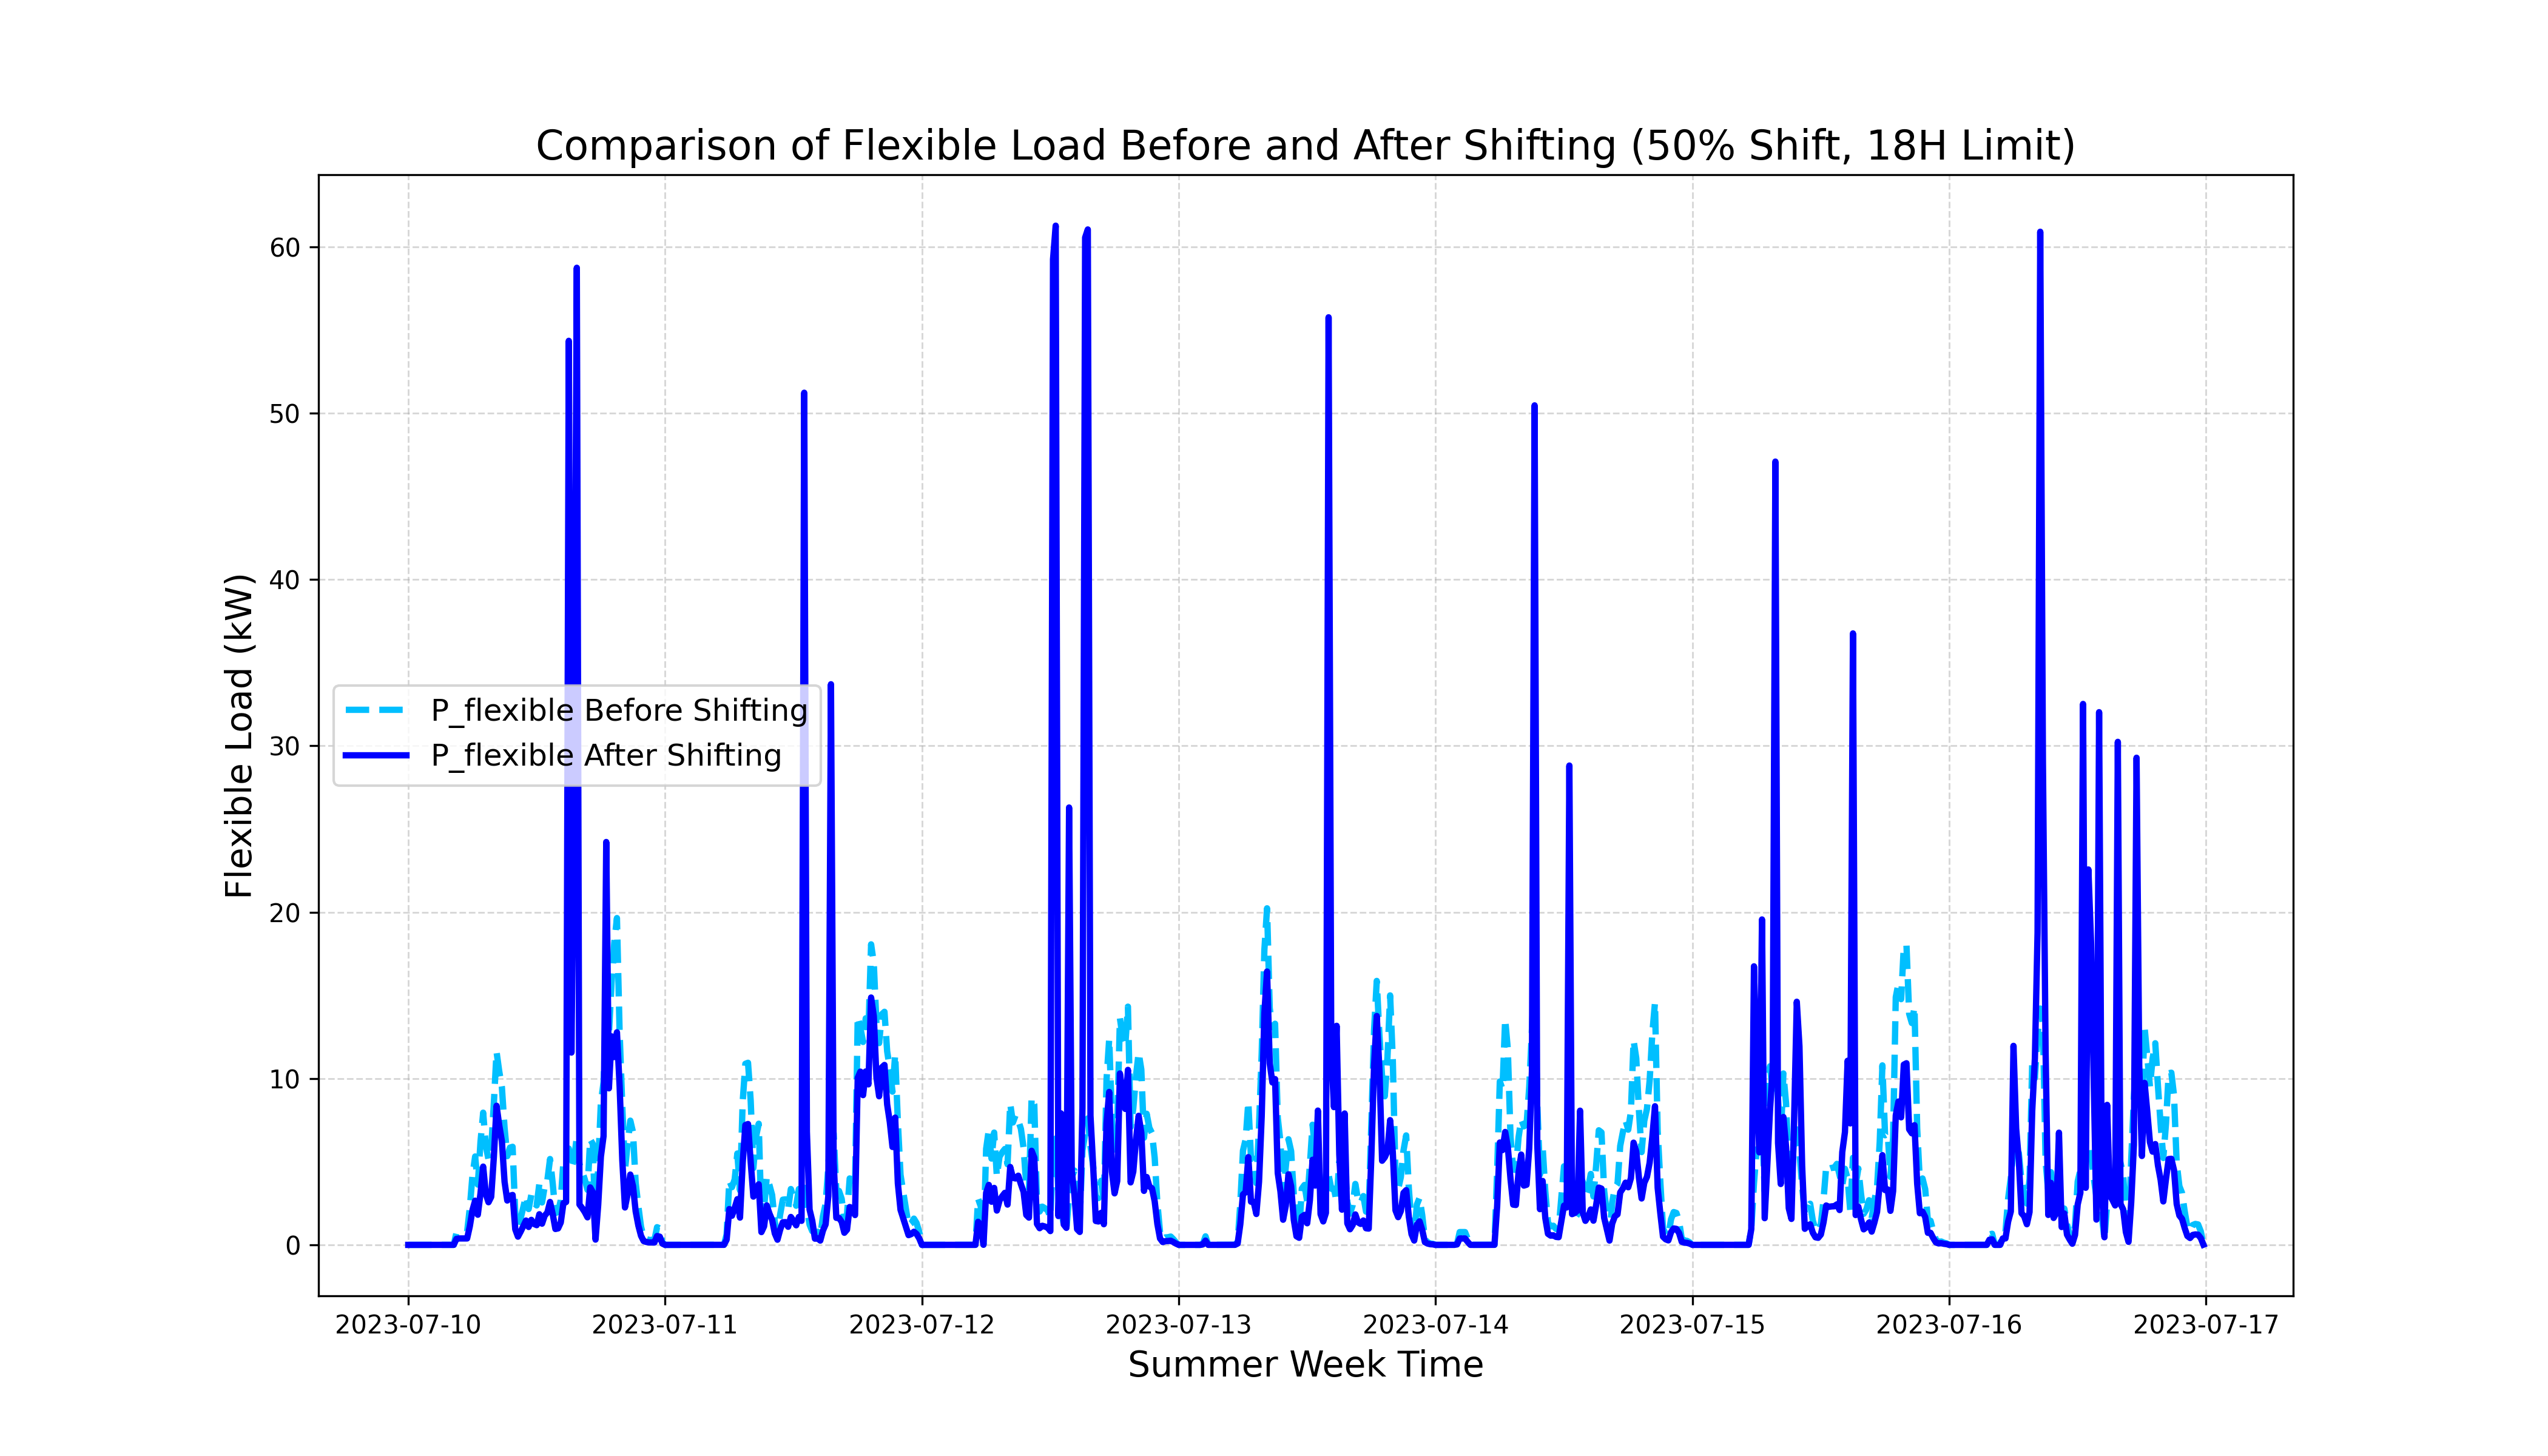 Comparison of Flexible Load Before and After Shifting (50% Shift, 18H Limit)
Flexible Load (kW)
60
50
40
30
20
10
0
P_flexible Before Shifting
P_flexible After Shifting
2023-07-10 2023-07-11 2023-07-12 2023-07-13 2023-07-14 2023-07-15 2023-07-16 2023-07-17
Summer Week Time